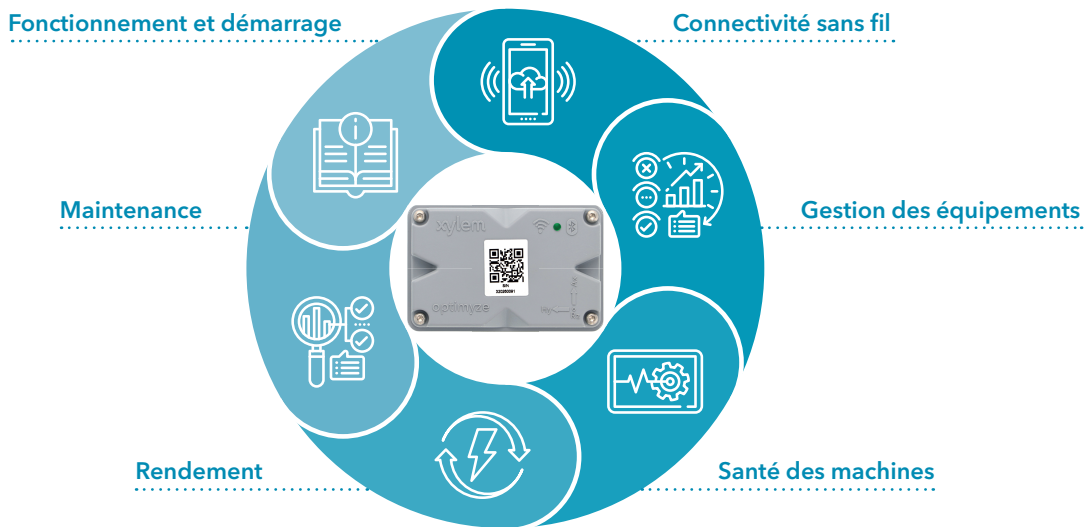 Fonctionnement et démarrage
Connectivité sans fil
Maintenance
Gestion des équipements
xylem
S/N
optimyze
Rendement
Santé des machines